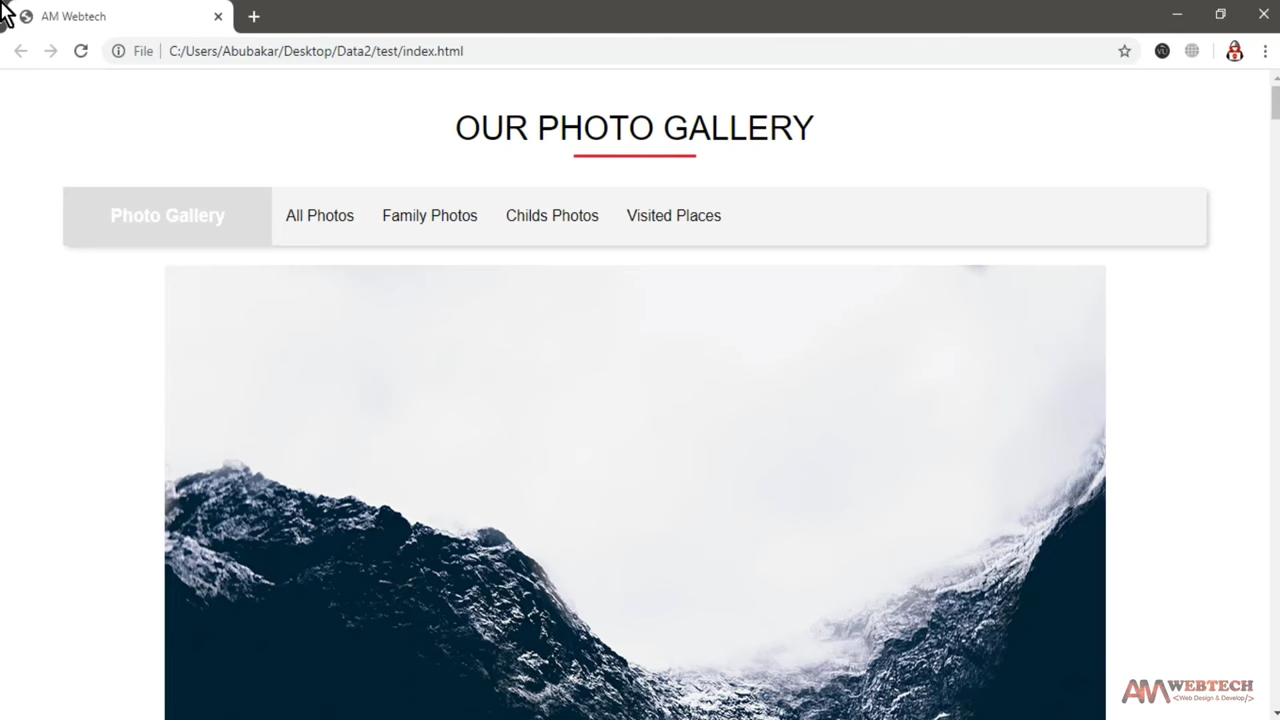 AM Webtech
File
C:/Users/Abubakar/Desktop/Data2/test/index.html
VU
OUR PHOTO GALLERY
Photo Gallery
All Photos
Family Photos
Childs Photos
Visited Places
AM WEBTECH
<Web Design & Develop/>